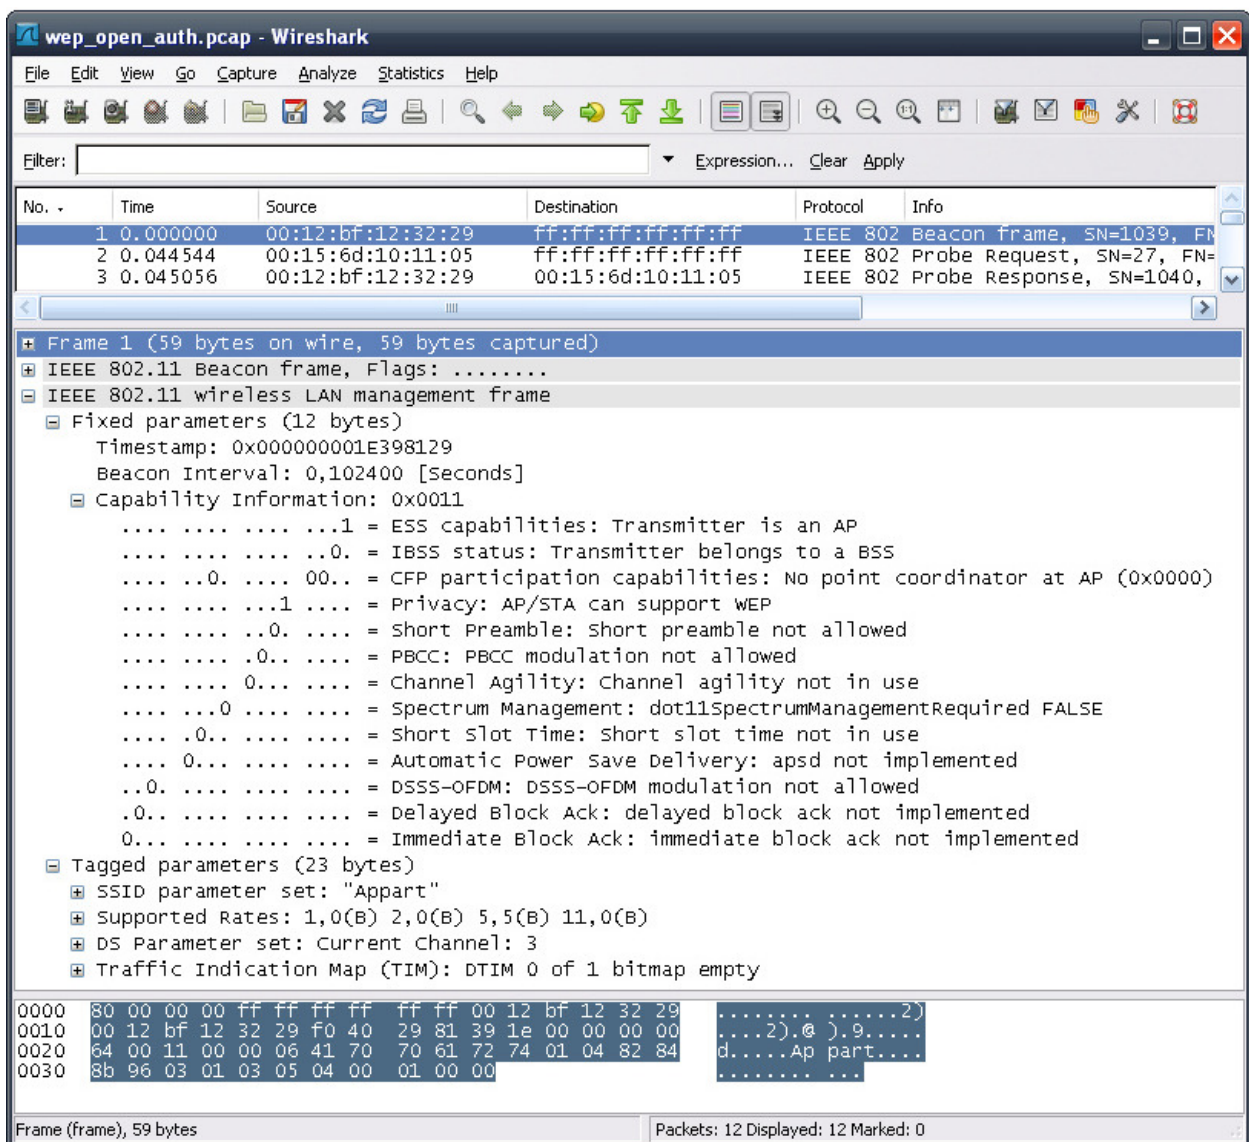 wep_open_auth.pcap - Wireshark
File Edit View Go Capture Analyze Statistics Help
Filter: Expression... Clear Apply
No. Time Source Destination Protocol Info
1 0.000000 00:12:bf:12:32:29 ff:ff:ff:ff:ff:ff IEEE 802 Beacon frame, SN=1039, FN
2 0.044544 00:15:6d:10:11:05 ff:ff:ff:ff:ff:ff IEEE 802 Probe Request, SN=27, FN=
3 0.045056 00:12:bf:12:32:29 00:15:6d:10:11:05 IEEE 802 Probe Response, SN=1040,
Frame 1 (59 bytes on wire, 59 bytes captured)
IEEE 802.11 Beacon frame, Flags: ........
IEEE 802.11 wireless LAN management frame
Fixed parameters (12 bytes)
Timestamp: 0x000000001E398129
Beacon Interval: 0,102400 [Seconds]
Capability Information: 0x0011
.... .... .... ...1 = ESS capabilities: Transmitter is an AP
.... .... .... ..0. = IBSS status: Transmitter belongs to a BSS
.... ..0. .... 00.. = CFP participation capabilities: No point coordinator at AP (0x0000)
.... .... ...1 .... = Privacy: AP/STA can support WEP
.... .... ..0. .... = Short Preamble: Short preamble not allowed
.... .... .0.. .... = PBCC: PBCC modulation not allowed
.... .... 0... .... = Channel Agility: Channel agility not in use
.... ...0 .... .... = Spectrum Management: dot11SpectrumManagementRequired FALSE
.... .0.. .... .... = Short Slot Time: Short slot time not in use
.... 0... .... .... = Automatic Power Save Delivery: apsd not implemented
..0. .... .... .... = DSSS-OFDM: DSSS-OFDM modulation not allowed
.0.. .... .... .... = Delayed Block Ack: delayed block ack not implemented
0... .... .... .... = Immediate Block Ack: immediate block ack not implemented
Tagged parameters (23 bytes)
SSID parameter set: "Appart"
Supported Rates: 1,0(B) 2,0(B) 5,5(B) 11,0(B)
DS Parameter set: Current Channel: 3
Traffic Indication Map (TIM): DTIM 0 of 1 bitmap empty
0000 80 00 00 00 ff ff ff ff ff ff 00 12 bf 12 32 29 ........ ......2)
0010 00 12 bf 12 32 29 f0 40 29 81 39 1e 00 00 00 00 ....2).@ ).9.....
0020 64 00 11 00 00 06 41 70 70 61 72 74 01 04 82 84 d.....Ap part....
0030 8b 96 03 01 03 05 04 00 01 00 00 ........ ...
Frame (frame), 59 bytes Packets: 12 Displayed: 12 Marked: 0